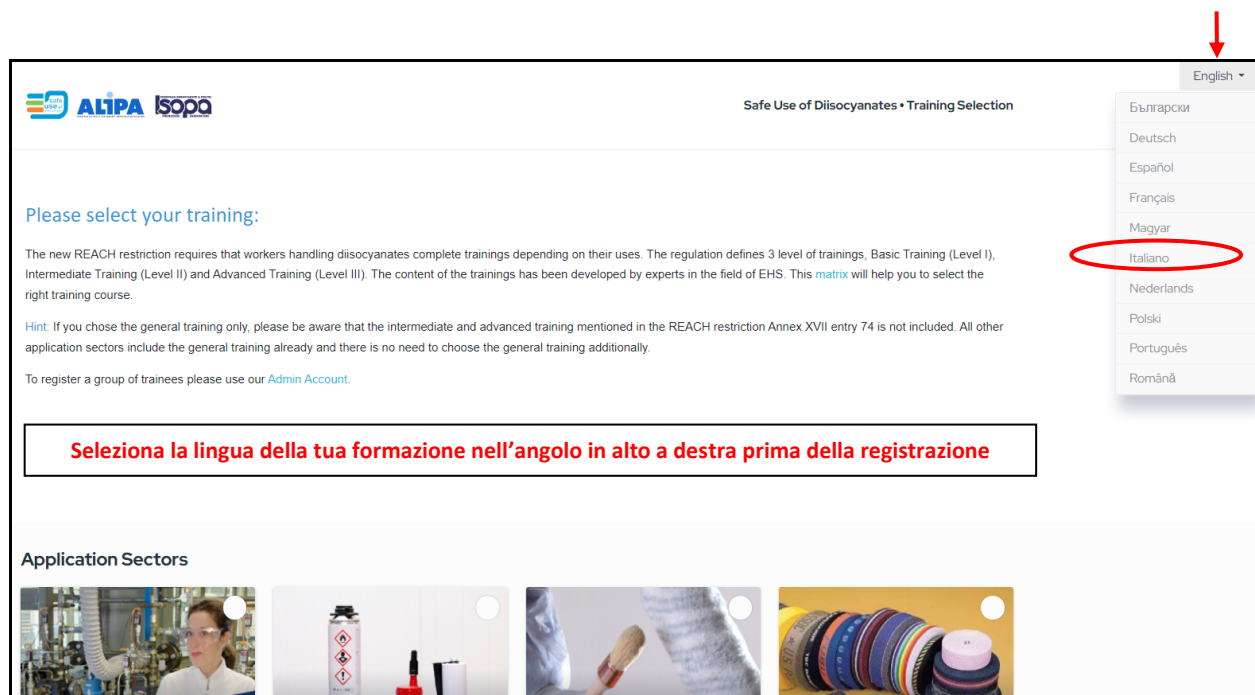 English
safe
use of
ALIPA
Isopa
Safe Use of Diisocyanates • Training Selection
Български
Deutsch
Español
Français
Magyar
Italiano
Nederlands
Polski
Português
Română
Please select your training:
The new REACH restriction requires that workers handling diisocyanates complete trainings depending on their uses. The regulation defines 3 level of trainings, Basic Training (Level I),
Intermediate Training (Level II) and Advanced Training (Level III). The content of the trainings has been developed by experts in the field of EHS. This matrix will help you to select the
right training course.
Hint: If you chose the general training only, please be aware that the intermediate and advanced training mentioned in the REACH restriction Annex XVII entry 74 is not included. All other
application sectors include the general training already and there is no need to choose the general training additionally.
To register a group of trainees please use our Admin Account.
Seleziona la lingua della tua formazione nell’angolo in alto a destra prima della registrazione
Application Sectors